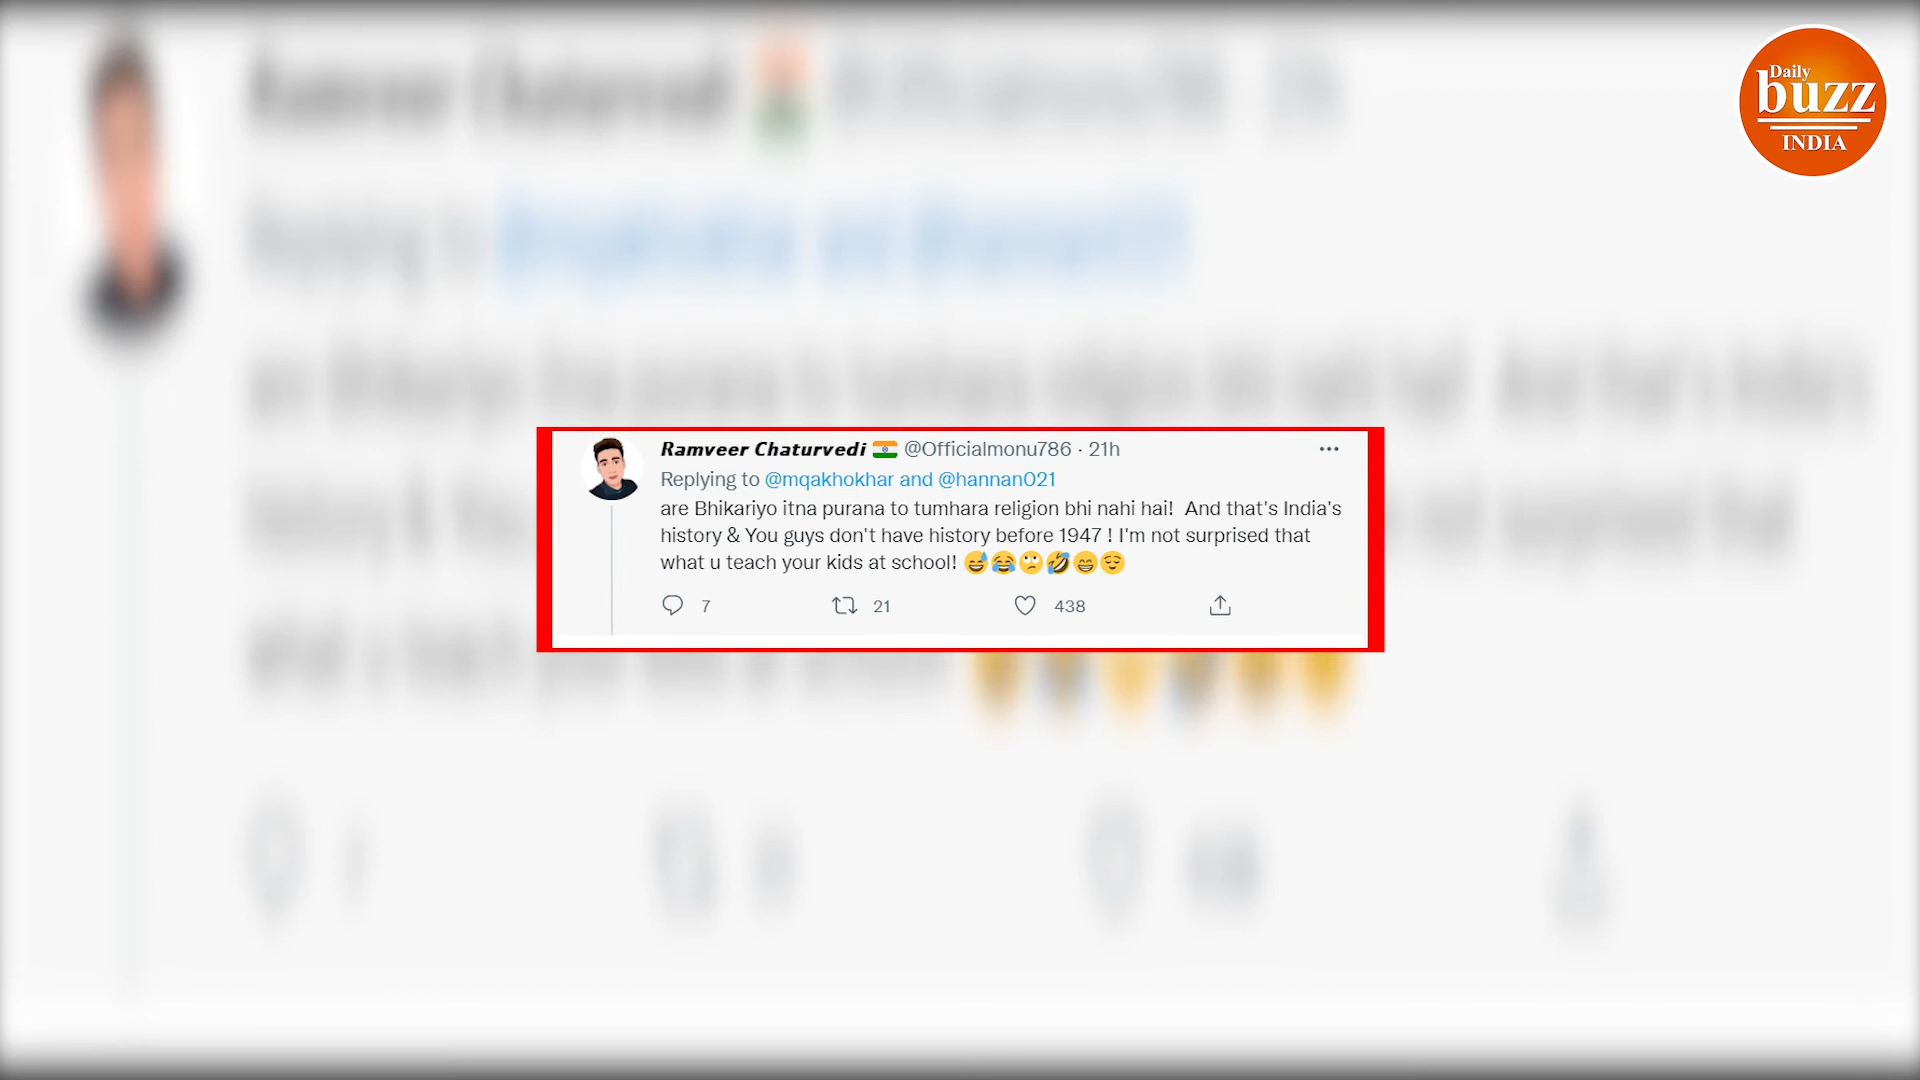 Daily
buzz
INDIA
Ramveer Chaturvedi 🇮🇳 @Officialmonu786 · 21h
Replying to @mqakhokhar and @hannan021
are Bhikariyo itna purana to tumhara religion bhi nahi hai! And that's India's
history & You guys don't have history before 1947 ! I'm not surprised that
what u teach your kids at school! 😅😂🙄🤣😁😌
7 21 438